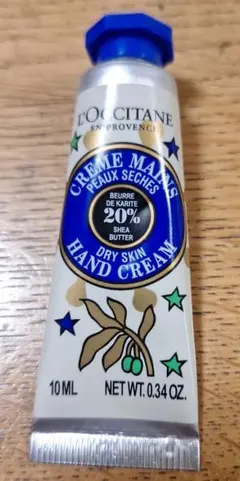 L'OCCITANE
EN PROVENCE
CRÈME MAINS
PEAUX SÈCHES
BEURRE
DE KARITE
20%
SHEA
BUTTER
DRY SKIN
HAND CREAM
10 ML NET WT. 0.34 OZ.